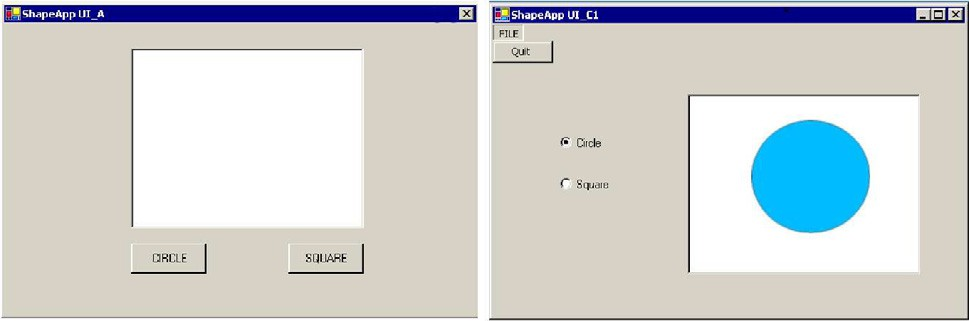 ShapeApp UI_A
CIRCLE
SQUARE
ShapeApp UI_C1
FILE
Quit
Circle
Square